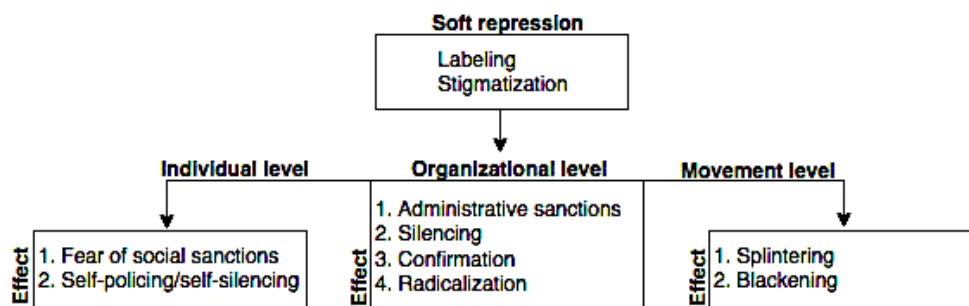 Soft repression
Labeling
Stigmatization
Individual level
Organizational level
Movement level
Effect
1. Fear of social sanctions
2. Self-policing/self-silencing
Effect
1. Administrative sanctions
2. Silencing
3. Confirmation
4. Radicalization
Effect
1. Splintering
2. Blackening